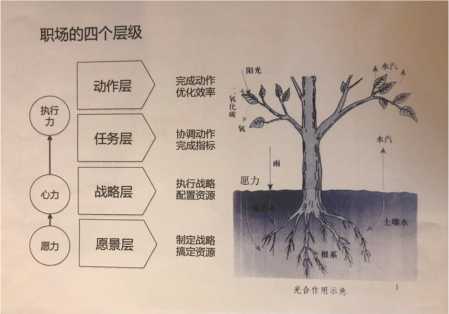 职场的四个层级
执行
力
心力
愿力
动作层
完成动作
优化效率
任务层
协调动作
完成指标
战略层
执行战略
配置资源
愿景层
制定战略
搞定资源
阳光
水汽
二氧化碳
氧
水汽
雨
愿力
土壤水
根系
光合作用示意
1